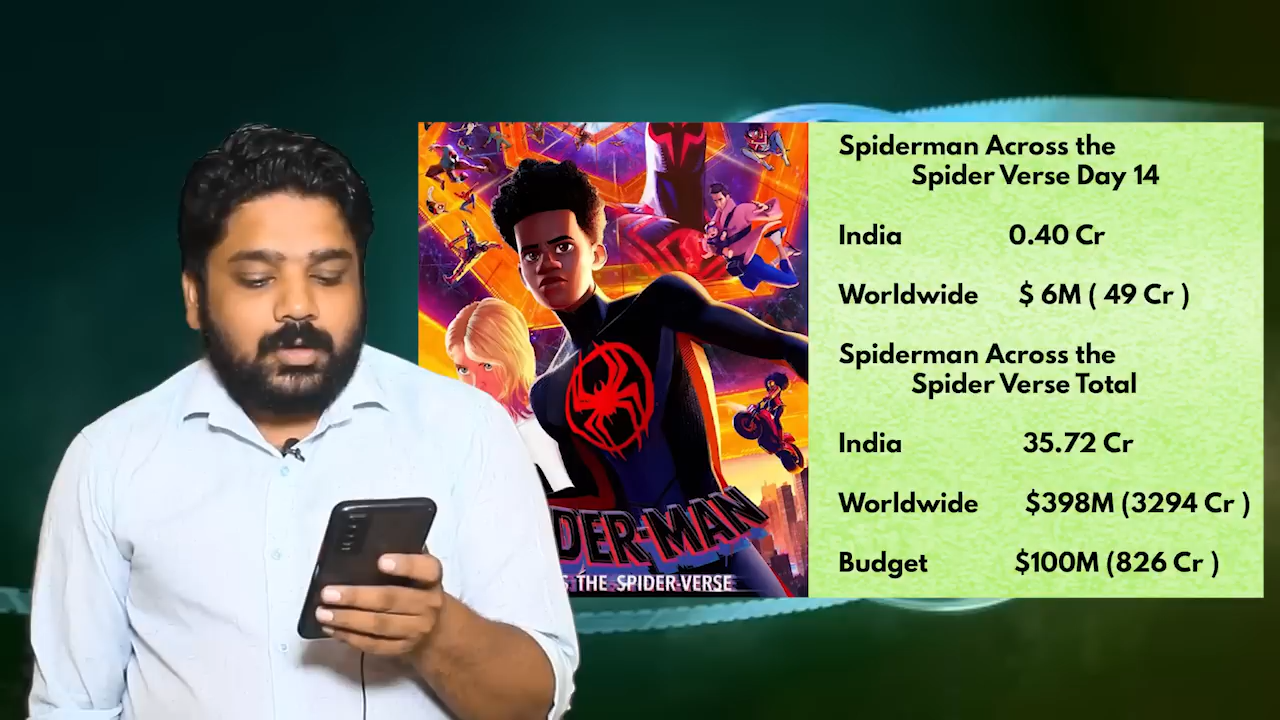 Spiderman Across the
Spider Verse Day 14
India 0.40 Cr
Worldwide $ 6M ( 49 Cr )
Spiderman Across the
Spider Verse Total
India 35.72 Cr
Worldwide $398M (3294 Cr )
Budget $100M (826 Cr )
DER-MAN
S THE SPIDER-VERSE